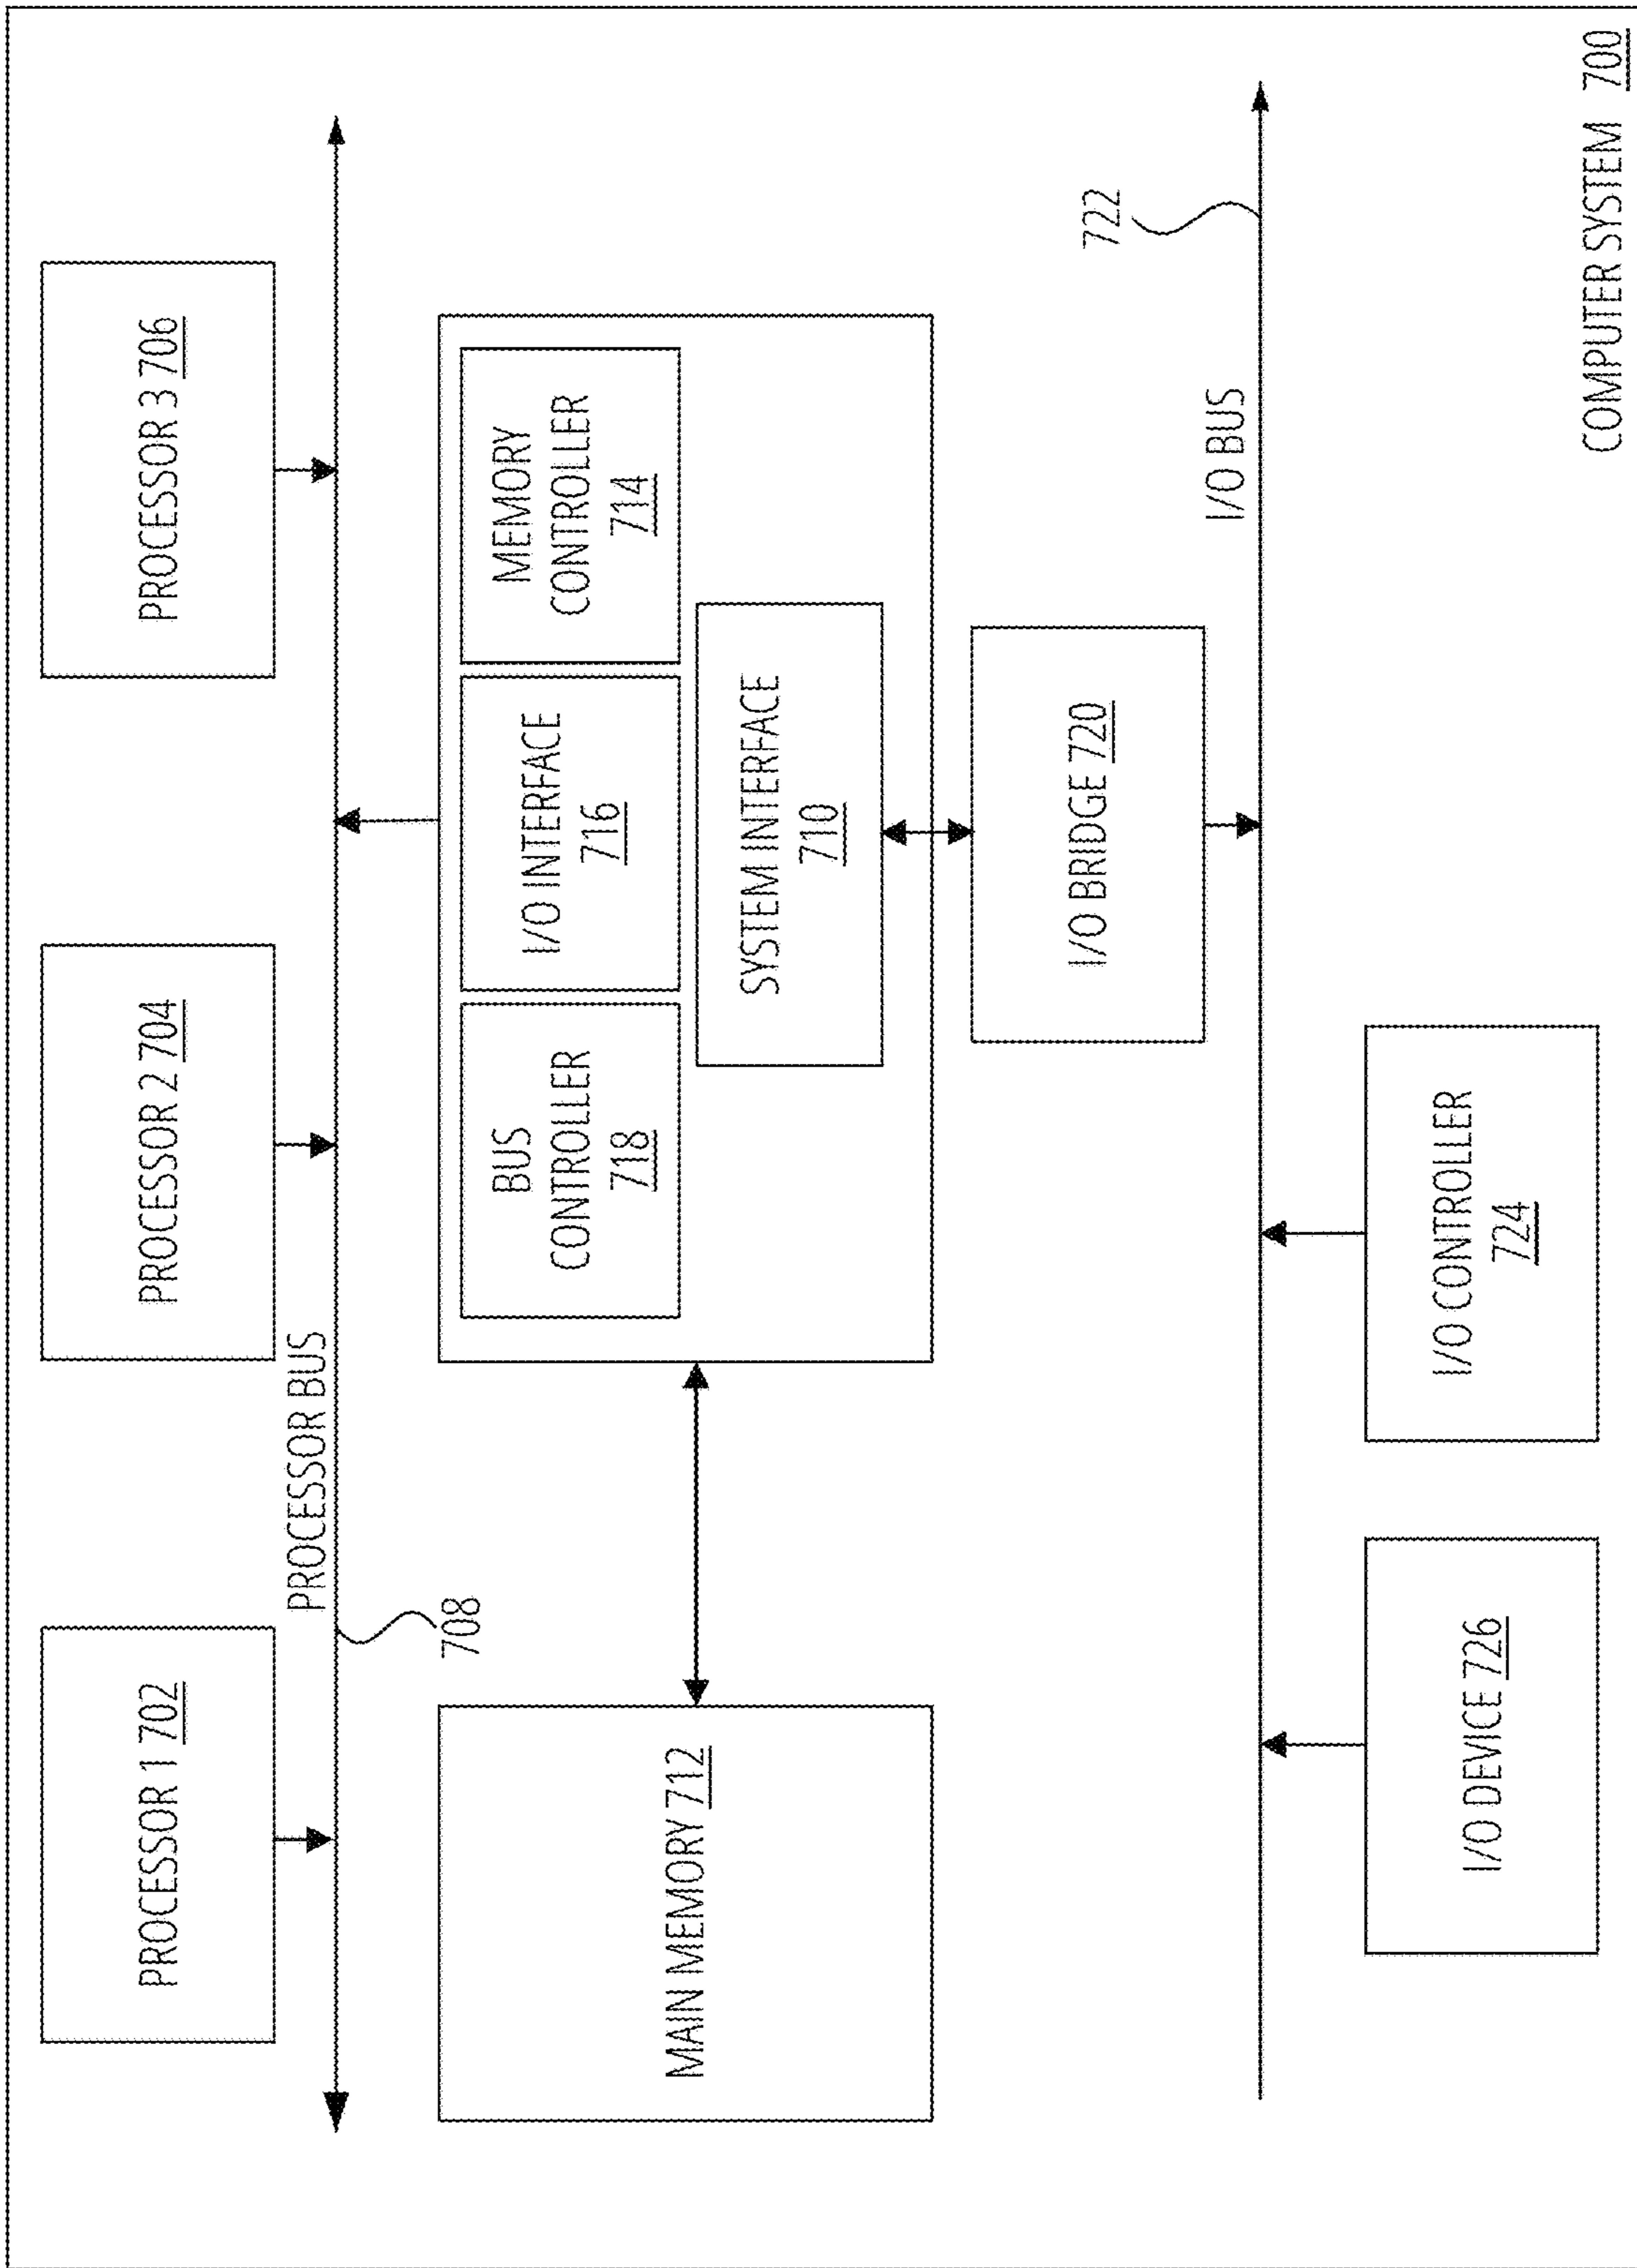 PROCESSOR 1 702
PROCESSOR 2 704
PROCESSOR 3 706
PROCESSOR BUS
708
MAIN MEMORY 712
BUS
CONTROLLER
718
I/O INTERFACE
716
MEMORY
CONTROLLER
714
SYSTEM INTERFACE
710
I/O BRIDGE 720
722
I/O BUS
I/O DEVICE 726
I/O CONTROLLER
724
COMPUTER SYSTEM 700